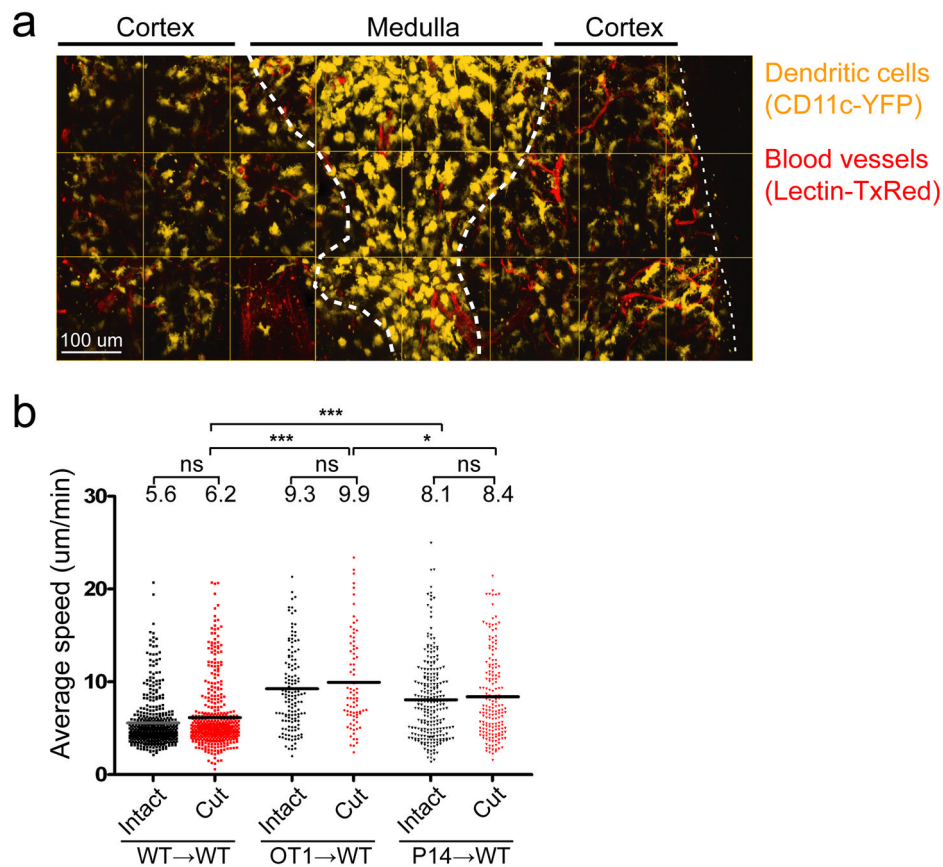 a
Cortex Medulla Cortex
Dendritic cells
(CD11c-YFP)
Blood vessels
(Lectin-TxRed)
100 um
b
***
*** *
ns ns ns
5.6 6.2 9.3 9.9 8.1 8.4
Average speed (um/min)
30
20
10
0
Intact Cut Intact Cut Intact Cut
WT→WT OT1→WT P14→WT